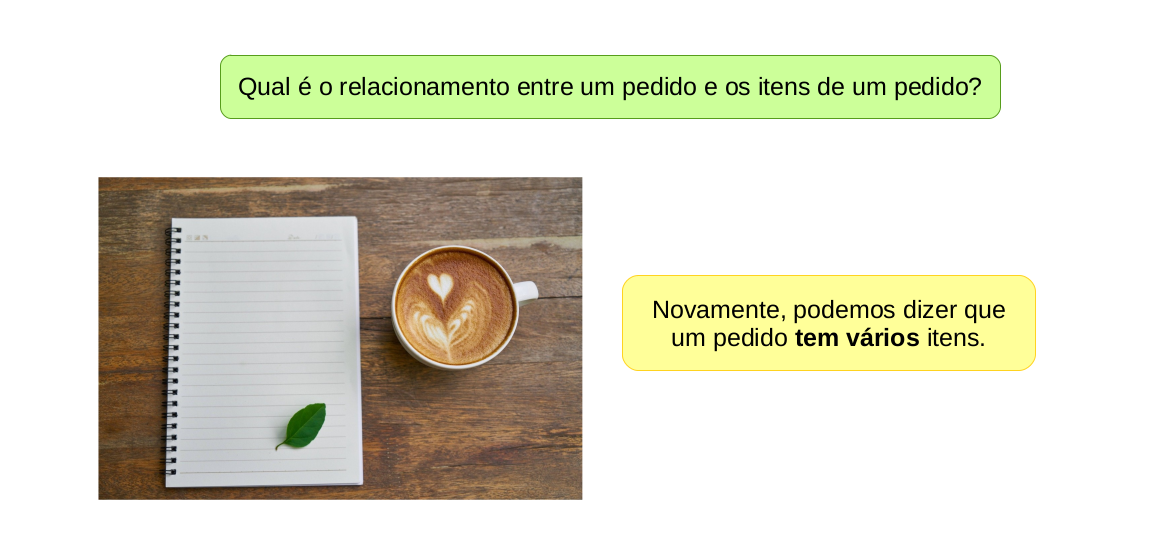 Qual é o relacionamento entre um pedido e os itens de um pedido?
Novamente, podemos dizer que
um pedido tem vários itens.